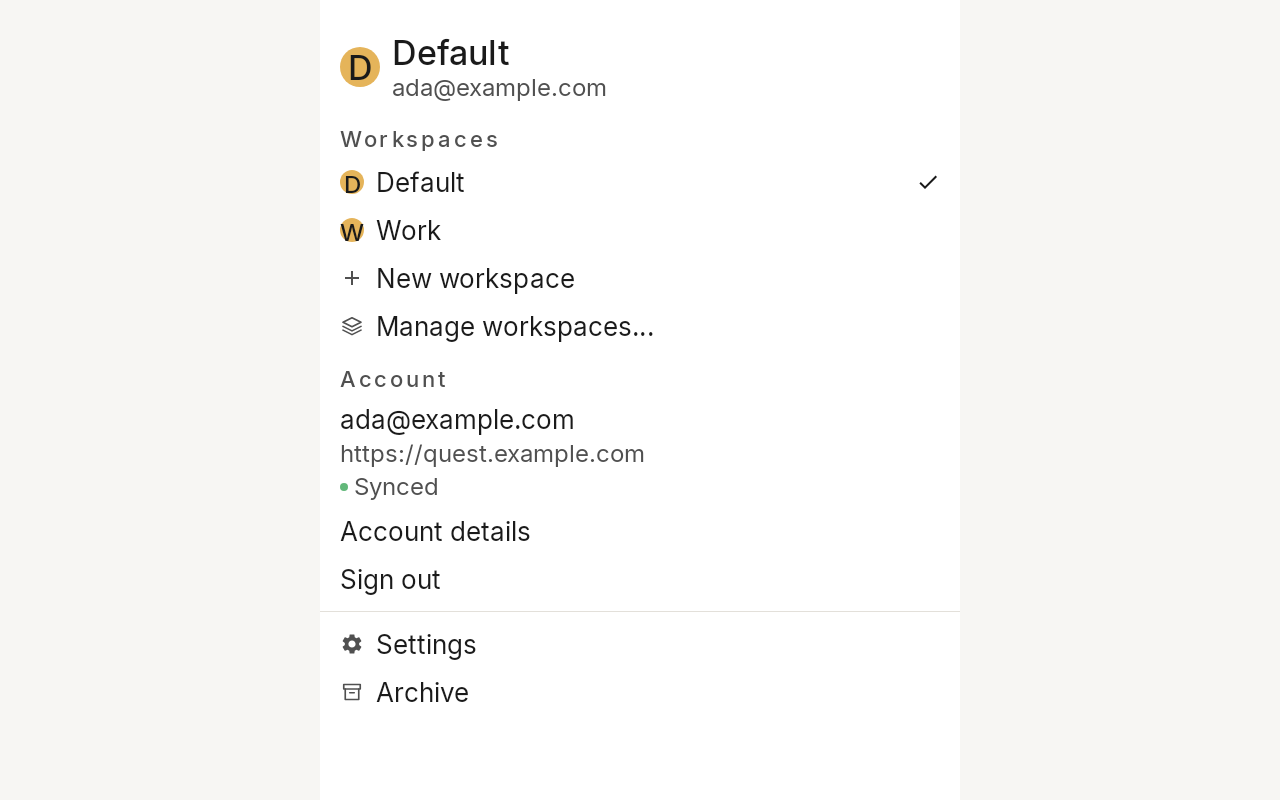 D
Default
ada@example.com
Workspaces
D Default
W Work
New workspace
Manage workspaces...
Account
ada@example.com
https://quest.example.com
Synced
Account details
Sign out
Settings
Archive